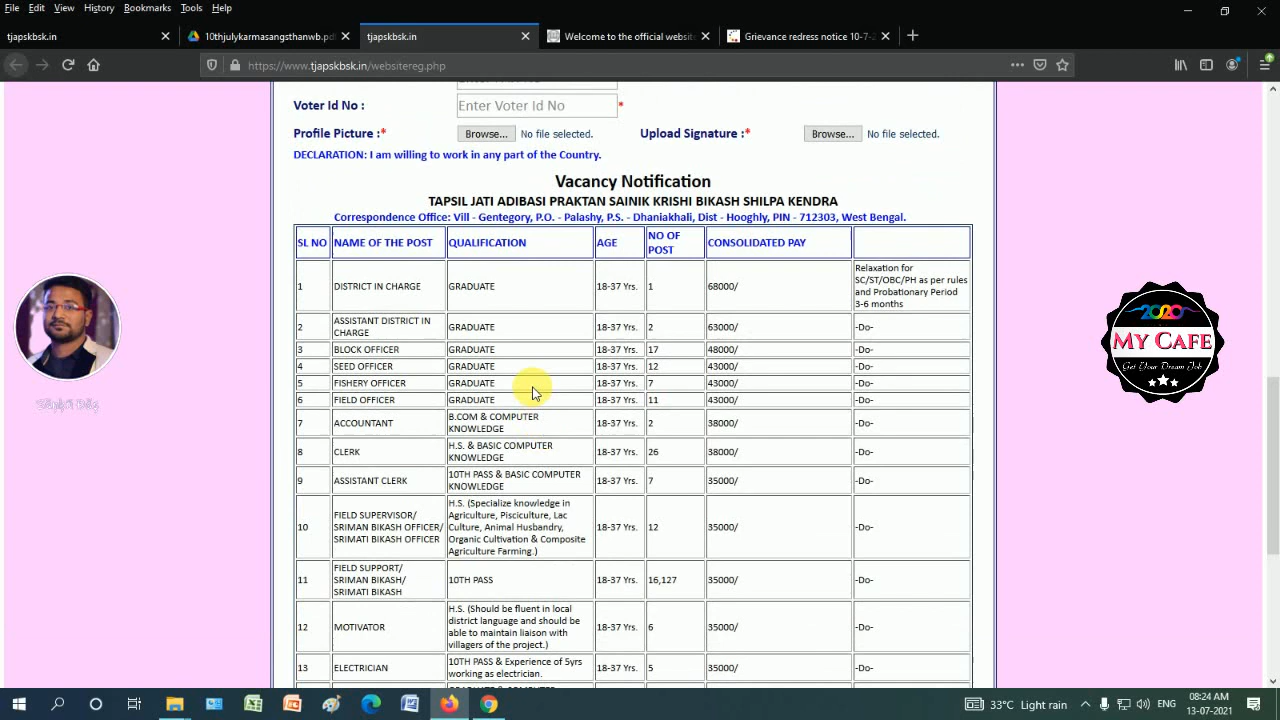 File Edit View History Bookmarks Tools Help
tjapskbsk.in
10thjulykarmasangsthanwb.pdf
tjapskbsk.in
Welcome to the official website
Grievance redress notice 10-7-2
https://www.tjapskbsk.in/websitereg.php
Voter Id No :
Enter Voter Id No
*
Profile Picture :*
Browse...
No file selected.
Upload Signature :*
Browse...
No file selected.
DECLARATION: I am willing to work in any part of the Country.
Vacancy Notification
TAPSIL JATI ADIBASI PRAKTAN SAINIK KRISHI BIKASH SHILPA KENDRA
Correspondence Office: Vill - Gentegory, P.O. - Palashy, P.S. - Dhaniakhali, Dist - Hooghly, PIN - 712303, West Bengal.
SL NO
NAME OF THE POST
QUALIFICATION
AGE
NO OF
POST
CONSOLIDATED PAY
1
DISTRICT IN CHARGE
GRADUATE
18-37 Yrs.
1
68000/
Relaxation for
SC/ST/OBC/PH as per rules
and Probationary Period
3-6 months
2
ASSISTANT DISTRICT IN
CHARGE
GRADUATE
18-37 Yrs.
2
63000/
-Do-
3
BLOCK OFFICER
GRADUATE
18-37 Yrs.
17
48000/
-Do-
4
SEED OFFICER
GRADUATE
18-37 Yrs.
12
43000/
-Do-
5
FISHERY OFFICER
GRADUATE
18-37 Yrs.
7
43000/
-Do-
6
FIELD OFFICER
GRADUATE
18-37 Yrs.
11
43000/
-Do-
7
ACCOUNTANT
B.COM & COMPUTER
KNOWLEDGE
18-37 Yrs.
2
38000/
-Do-
8
CLERK
H.S. & BASIC COMPUTER
KNOWLEDGE
18-37 Yrs.
26
38000/
-Do-
9
ASSISTANT CLERK
10TH PASS & BASIC COMPUTER
KNOWLEDGE
18-37 Yrs.
7
35000/
-Do-
10
FIELD SUPERVISOR/
SRIMAN BIKASH OFFICER/
SRIMATI BIKASH OFFICER
H.S. (Specialize knowledge in
Agriculture, Pisciculture, Lac
Culture, Animal Husbandry,
Organic Cultivation & Composite
Agriculture Farming.)
18-37 Yrs.
12
35000/
-Do-
11
FIELD SUPPORT/
SRIMAN BIKASH/
SRIMATI BIKASH
10TH PASS
18-37 Yrs.
16,127
35000/
-Do-
12
MOTIVATOR
H.S. (Should be fluent in local
district language and should be
able to maintain liaison with
villagers of the project.)
18-37 Yrs.
6
35000/
-Do-
13
ELECTRICIAN
10TH PASS & Experience of 5yrs
working as electrician.
18-37 Yrs.
5
35000/
-Do-
2020
MY CAFE
Get Your Dream Job
33°C Light rain
ENG
08:24 AM
13-07-2021